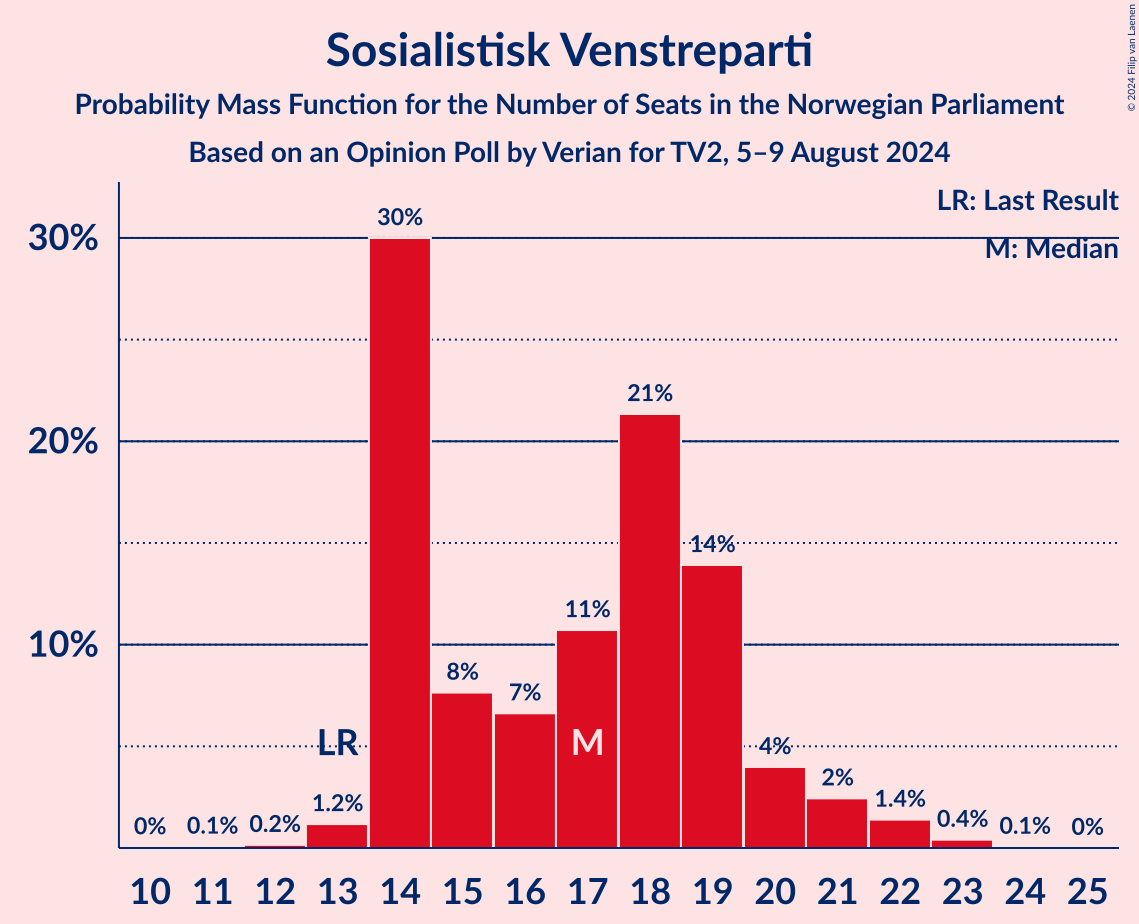 Sosialistisk Venstreparti
Probability Mass Function for the Number of Seats in the Norwegian Parliament
Based on an Opinion Poll by Verian for TV2, 5–9 August 2024
© 2024 Filip van Laenen
LR: Last Result
M: Median
30%
20%
10%
0%
0.1%
0.2%
1.2%
30%
8%
7%
11%
21%
14%
4%
2%
1.4%
0.4%
0.1%
0%
LR
M
10 11 12 13 14 15 16 17 18 19 20 21 22 23 24 25